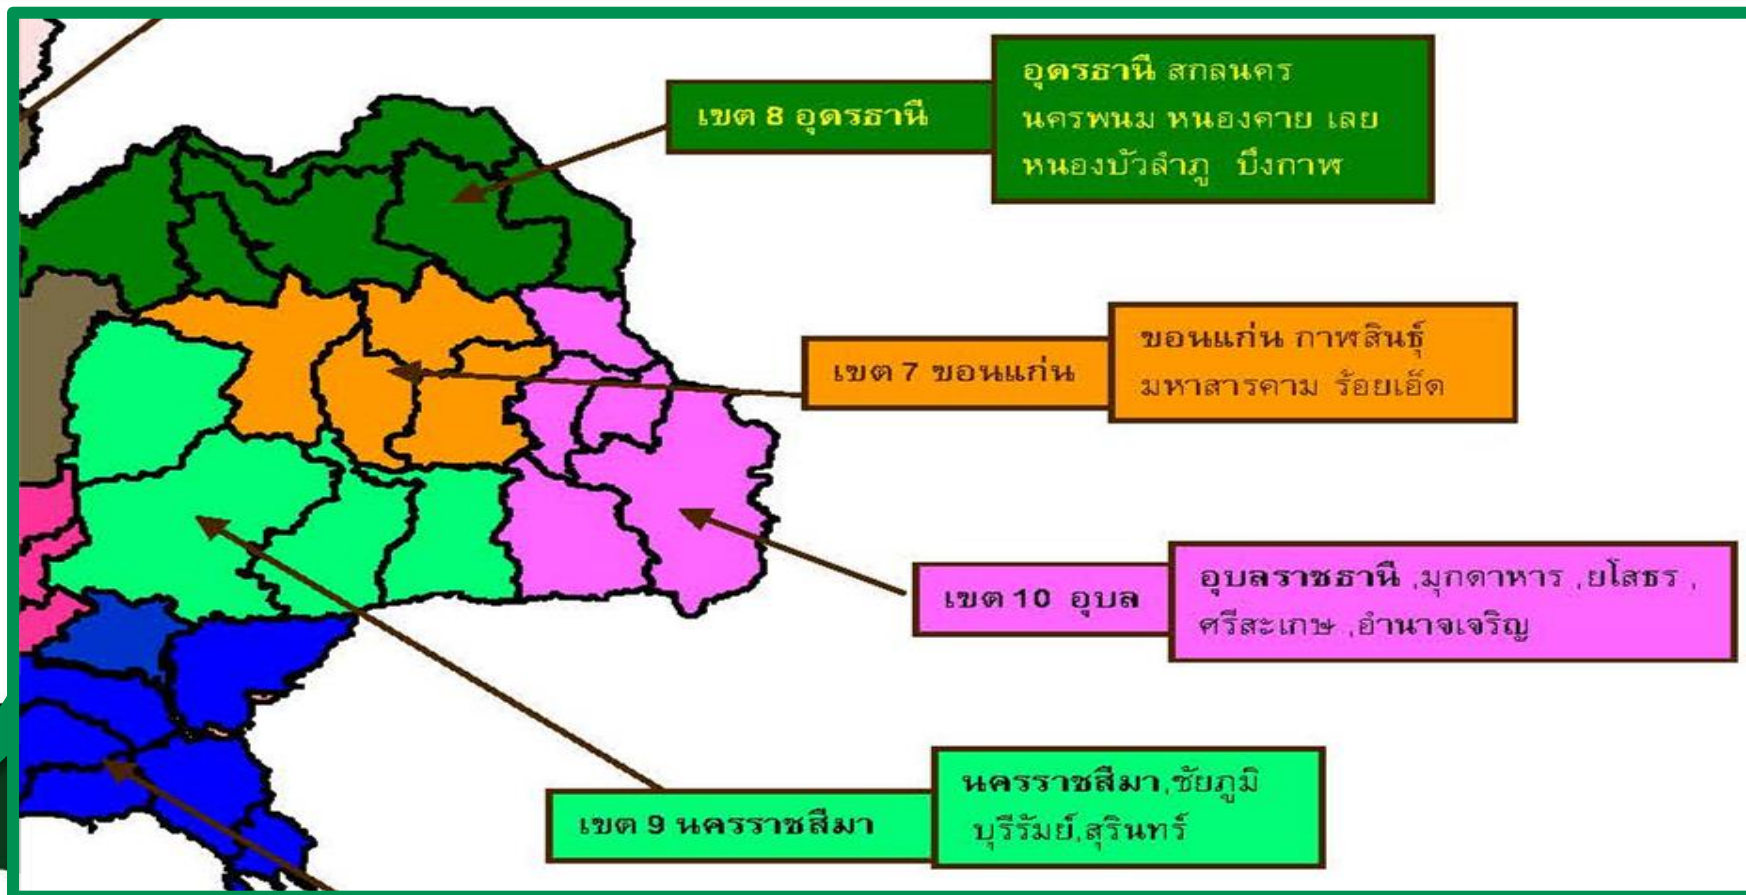 เขต 8 อุดรธานี
อุดรธานี สกลนคร
นครพนม หนองคาย เลย
หนองบัวลำภู บึงกาฬ
เขต 7 ขอนแก่น
ขอนแก่น กาฬสินธุ์
มหาสารคาม ร้อยเอ็ด
เขต 10 อุบล
อุบลราชธานี ,มุกดาหาร ,ยโสธร ,
ศรีสะเกษ ,อำนาจเจริญ
เขต 9 นครราชสีมา
นครราชสีมา,ชัยภูมิ
บุรีรัมย์,สุรินทร์